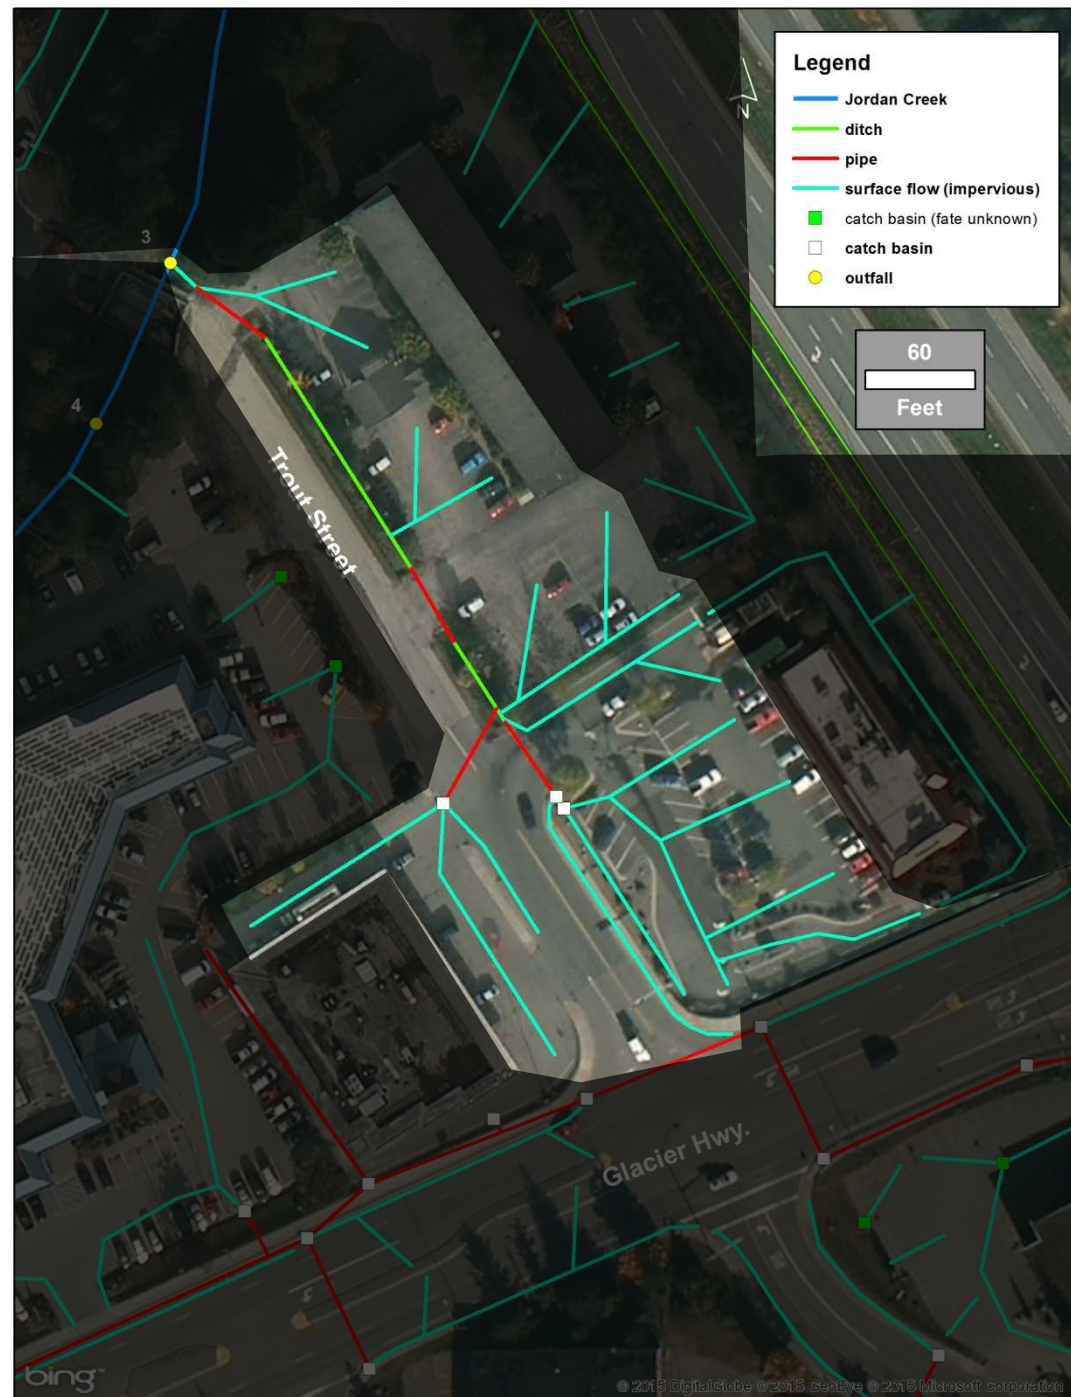 Legend
Jordan Creek
ditch
pipe
surface flow (impervious)
catch basin (fate unknown)
catch basin
outfall
N
60
Feet
3
4
Trout Street
Glacier Hwy.
bing™
© 2015 DigitalGlobe © 2015 GeoEye © 2015 Microsoft Corporation